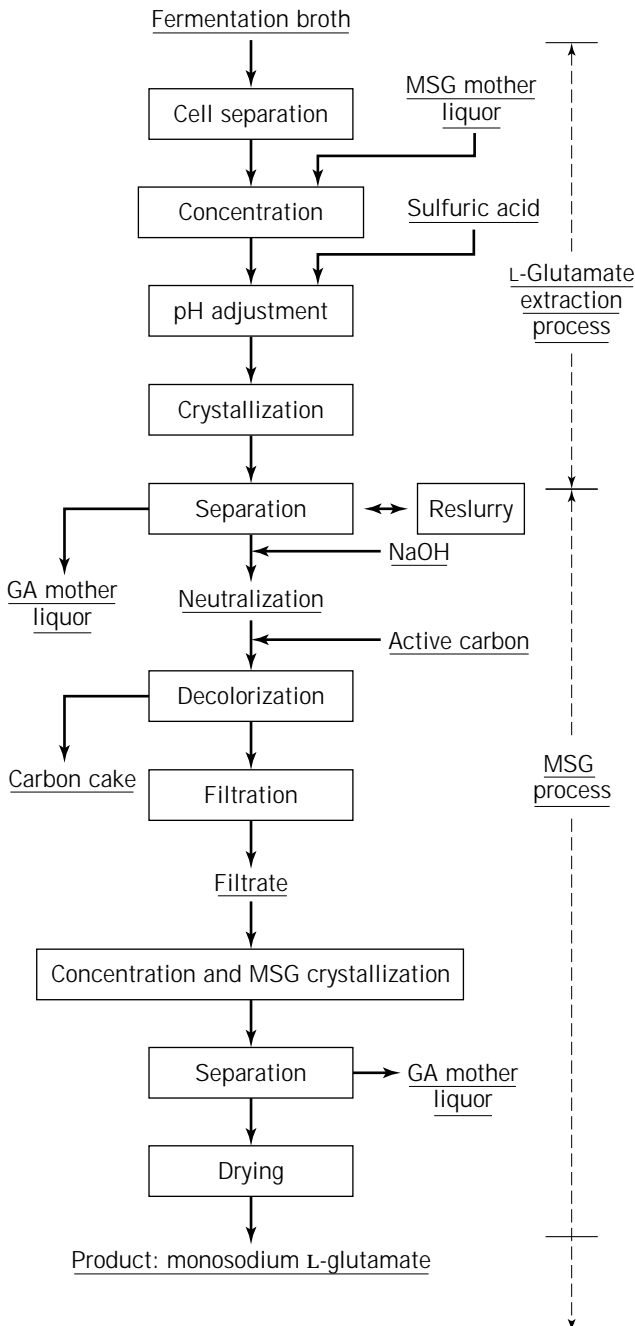 Fermentation broth
Cell separation
MSG mother
liquor
Concentration
Sulfuric acid
pH adjustment
L-Glutamate
extraction
process
Crystallization
Separation
Reslurry
NaOH
GA mother
liquor
Neutralization
Active carbon
Decolorization
Carbon cake
Filtration
MSG
process
Filtrate
Concentration and MSG crystallization
Separation
GA mother
liquor
Drying
Product: monosodium L-glutamate